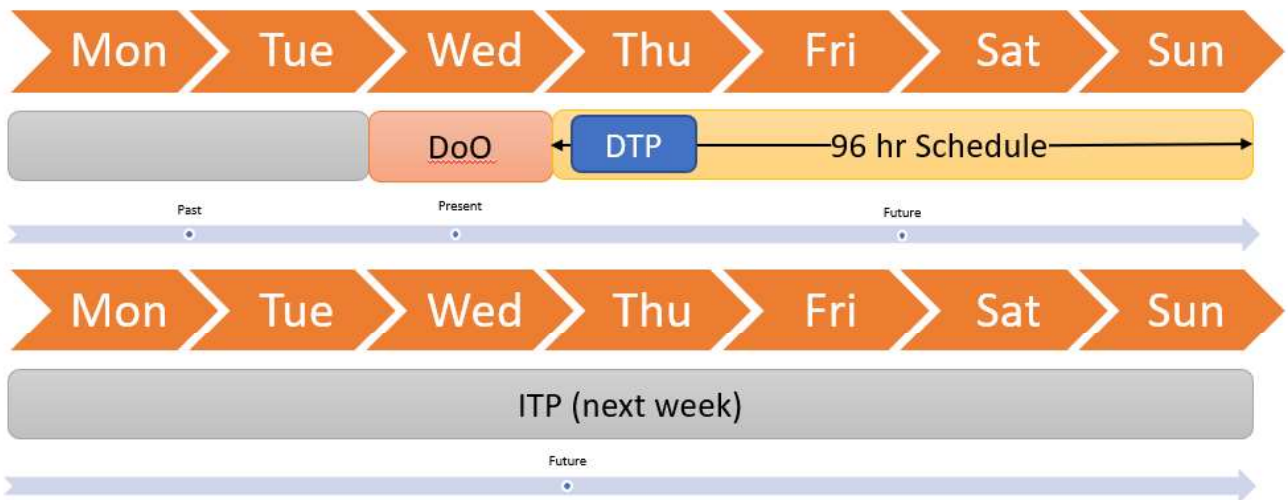 Mon Tue Wed Thu Fri Sat Sun
DoO DTP 96 hr Schedule
Past Present Future
Mon Tue Wed Thu Fri Sat Sun
ITP (next week)
Future